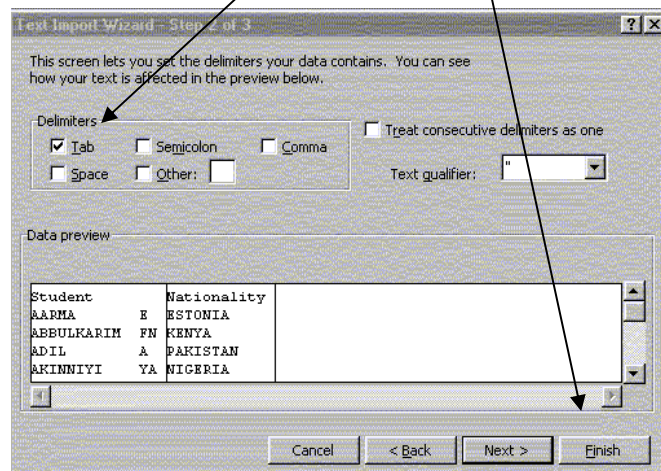 Text Import Wizard - Step 2 of 3
This screen lets you set the delimiters your data contains. You can see
how your text is affected in the preview below.
Delimiters
Tab Semicolon Comma
Space Other:
Treat consecutive delimiters as one
Text qualifier: "
Data preview
Student Nationality
AARMA E ESTONIA
ABBULKARIM FN KENYA
ADIL A PAKISTAN
AKINNIYI YA NIGERIA
Cancel < Back Next > Finish